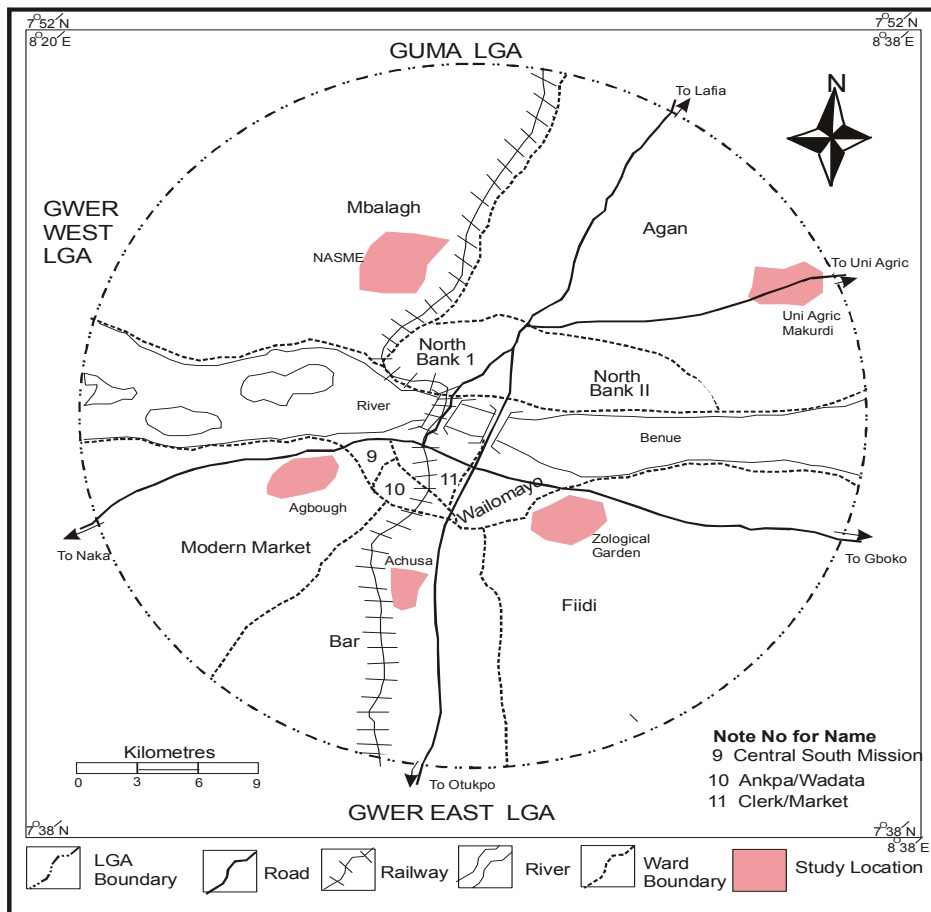 7°52′N
8°20′E
7°52′N
8°38′E
GUMA LGA
N
To Lafia
Mbalagh
Agan
GWER
WEST
LGA
NASME
To Uni Agric
Uni Agric
Makurdi
North
Bank 1
North
Bank II
River
Benue
9
10
11
Wailomayo
Agbough
Zological
Garden
To Naka
Modern Market
Achusa
To Gboko
Fiidi
Bar
Note No for Name
9 Central South Mission
10 Ankpa/Wadata
11 Clerk/Market
Kilometres
0 3 6 9
To Otukpo
GWER EAST LGA
7°38′N
8°20′E
7°38′N
8°38′E
LGA
Boundary
Road
Railway
River
Ward
Boundary
Study Location